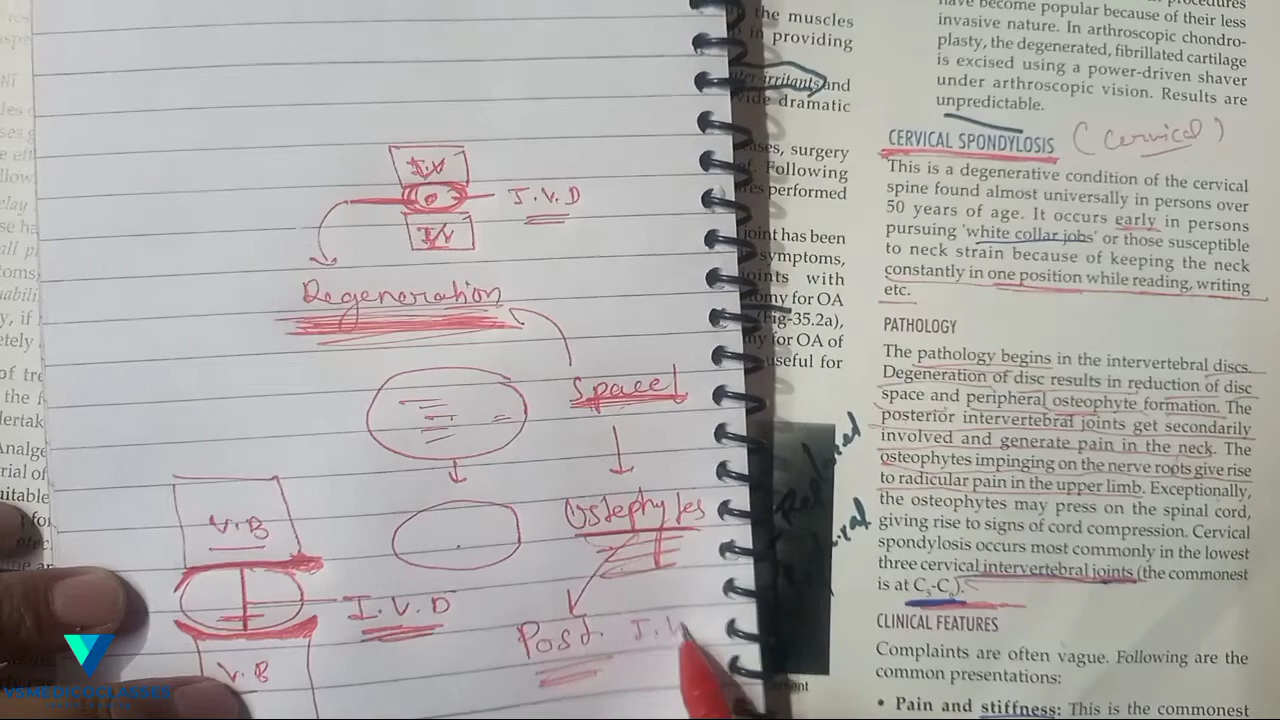 I.V
I.V.D
I.V
Degeneration
Space↓
Ostephytes
V.B
I.V.D
Post. I.V
V.B
VSMEDICOCLASSES
the muscles
in providing
irritants and
dramatic
surgery
Following
performed
joint has been
symptoms,
joints with
for OA
(Fig-35.2a),
for OA of
useful for
have become popular because of their less
invasive nature. In arthroscopic chondro-
plasty, the degenerated, fibrillated cartilage
is excised using a power-driven shaver
under arthroscopic vision. Results are
unpredictable.
CERVICAL SPONDYLOSIS (Cervical)
This is a degenerative condition of the cervical
spine found almost universally in persons over
50 years of age. It occurs early in persons
pursuing 'white collar jobs' or those susceptible
to neck strain because of keeping the neck
constantly in one position while reading, writing
etc.
PATHOLOGY
The pathology begins in the intervertebral discs.
Degeneration of disc results in reduction of disc
space and peripheral osteophyte formation. The
posterior intervertebral joints get secondarily
involved and generate pain in the neck. The
osteophytes impinging on the nerve roots give rise
to radicular pain in the upper limb. Exceptionally,
the osteophytes may press on the spinal cord,
giving rise to signs of cord compression. Cervical
spondylosis occurs most commonly in the lowest
three cervical intervertebral joints (the commonest
is at C5-C6).
CLINICAL FEATURES
Complaints are often vague. Following are the
common presentations:
• Pain and stiffness: This is the commonest